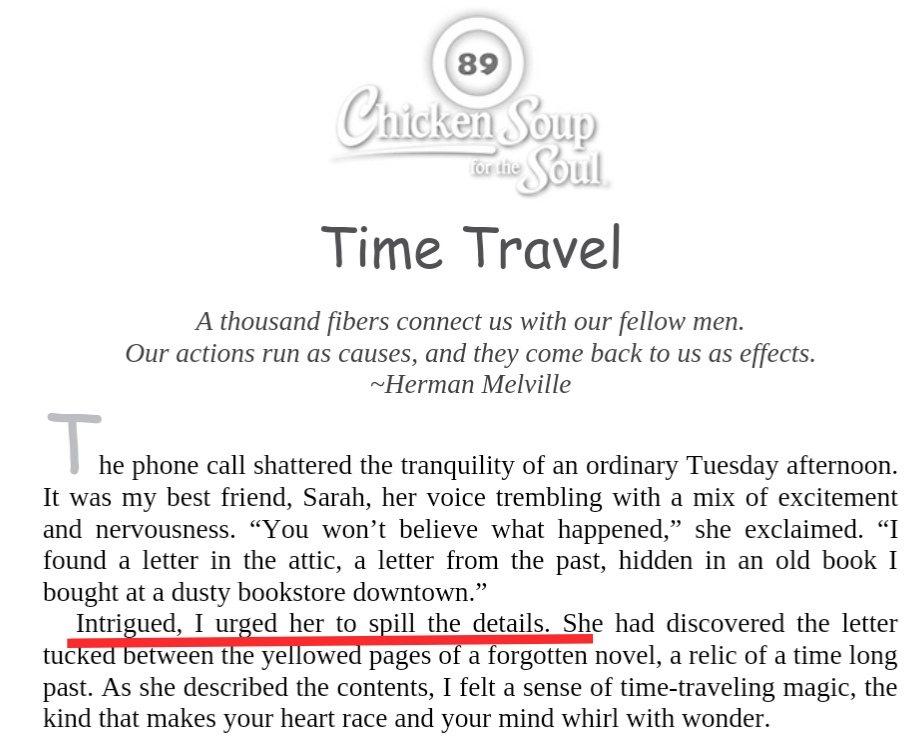 89
Chicken Soup
for the Soul
Time Travel
A thousand fibers connect us with our fellow men.
Our actions run as causes, and they come back to us as effects.
~Herman Melville
The phone call shattered the tranquility of an ordinary Tuesday afternoon.
It was my best friend, Sarah, her voice trembling with a mix of excitement
and nervousness. “You won’t believe what happened,” she exclaimed. “I
found a letter in the attic, a letter from the past, hidden in an old book I
bought at a dusty bookstore downtown.”
Intrigued, I urged her to spill the details. She had discovered the letter
tucked between the yellowed pages of a forgotten novel, a relic of a time long
past. As she described the contents, I felt a sense of time-traveling magic, the
kind that makes your heart race and your mind whirl with wonder.